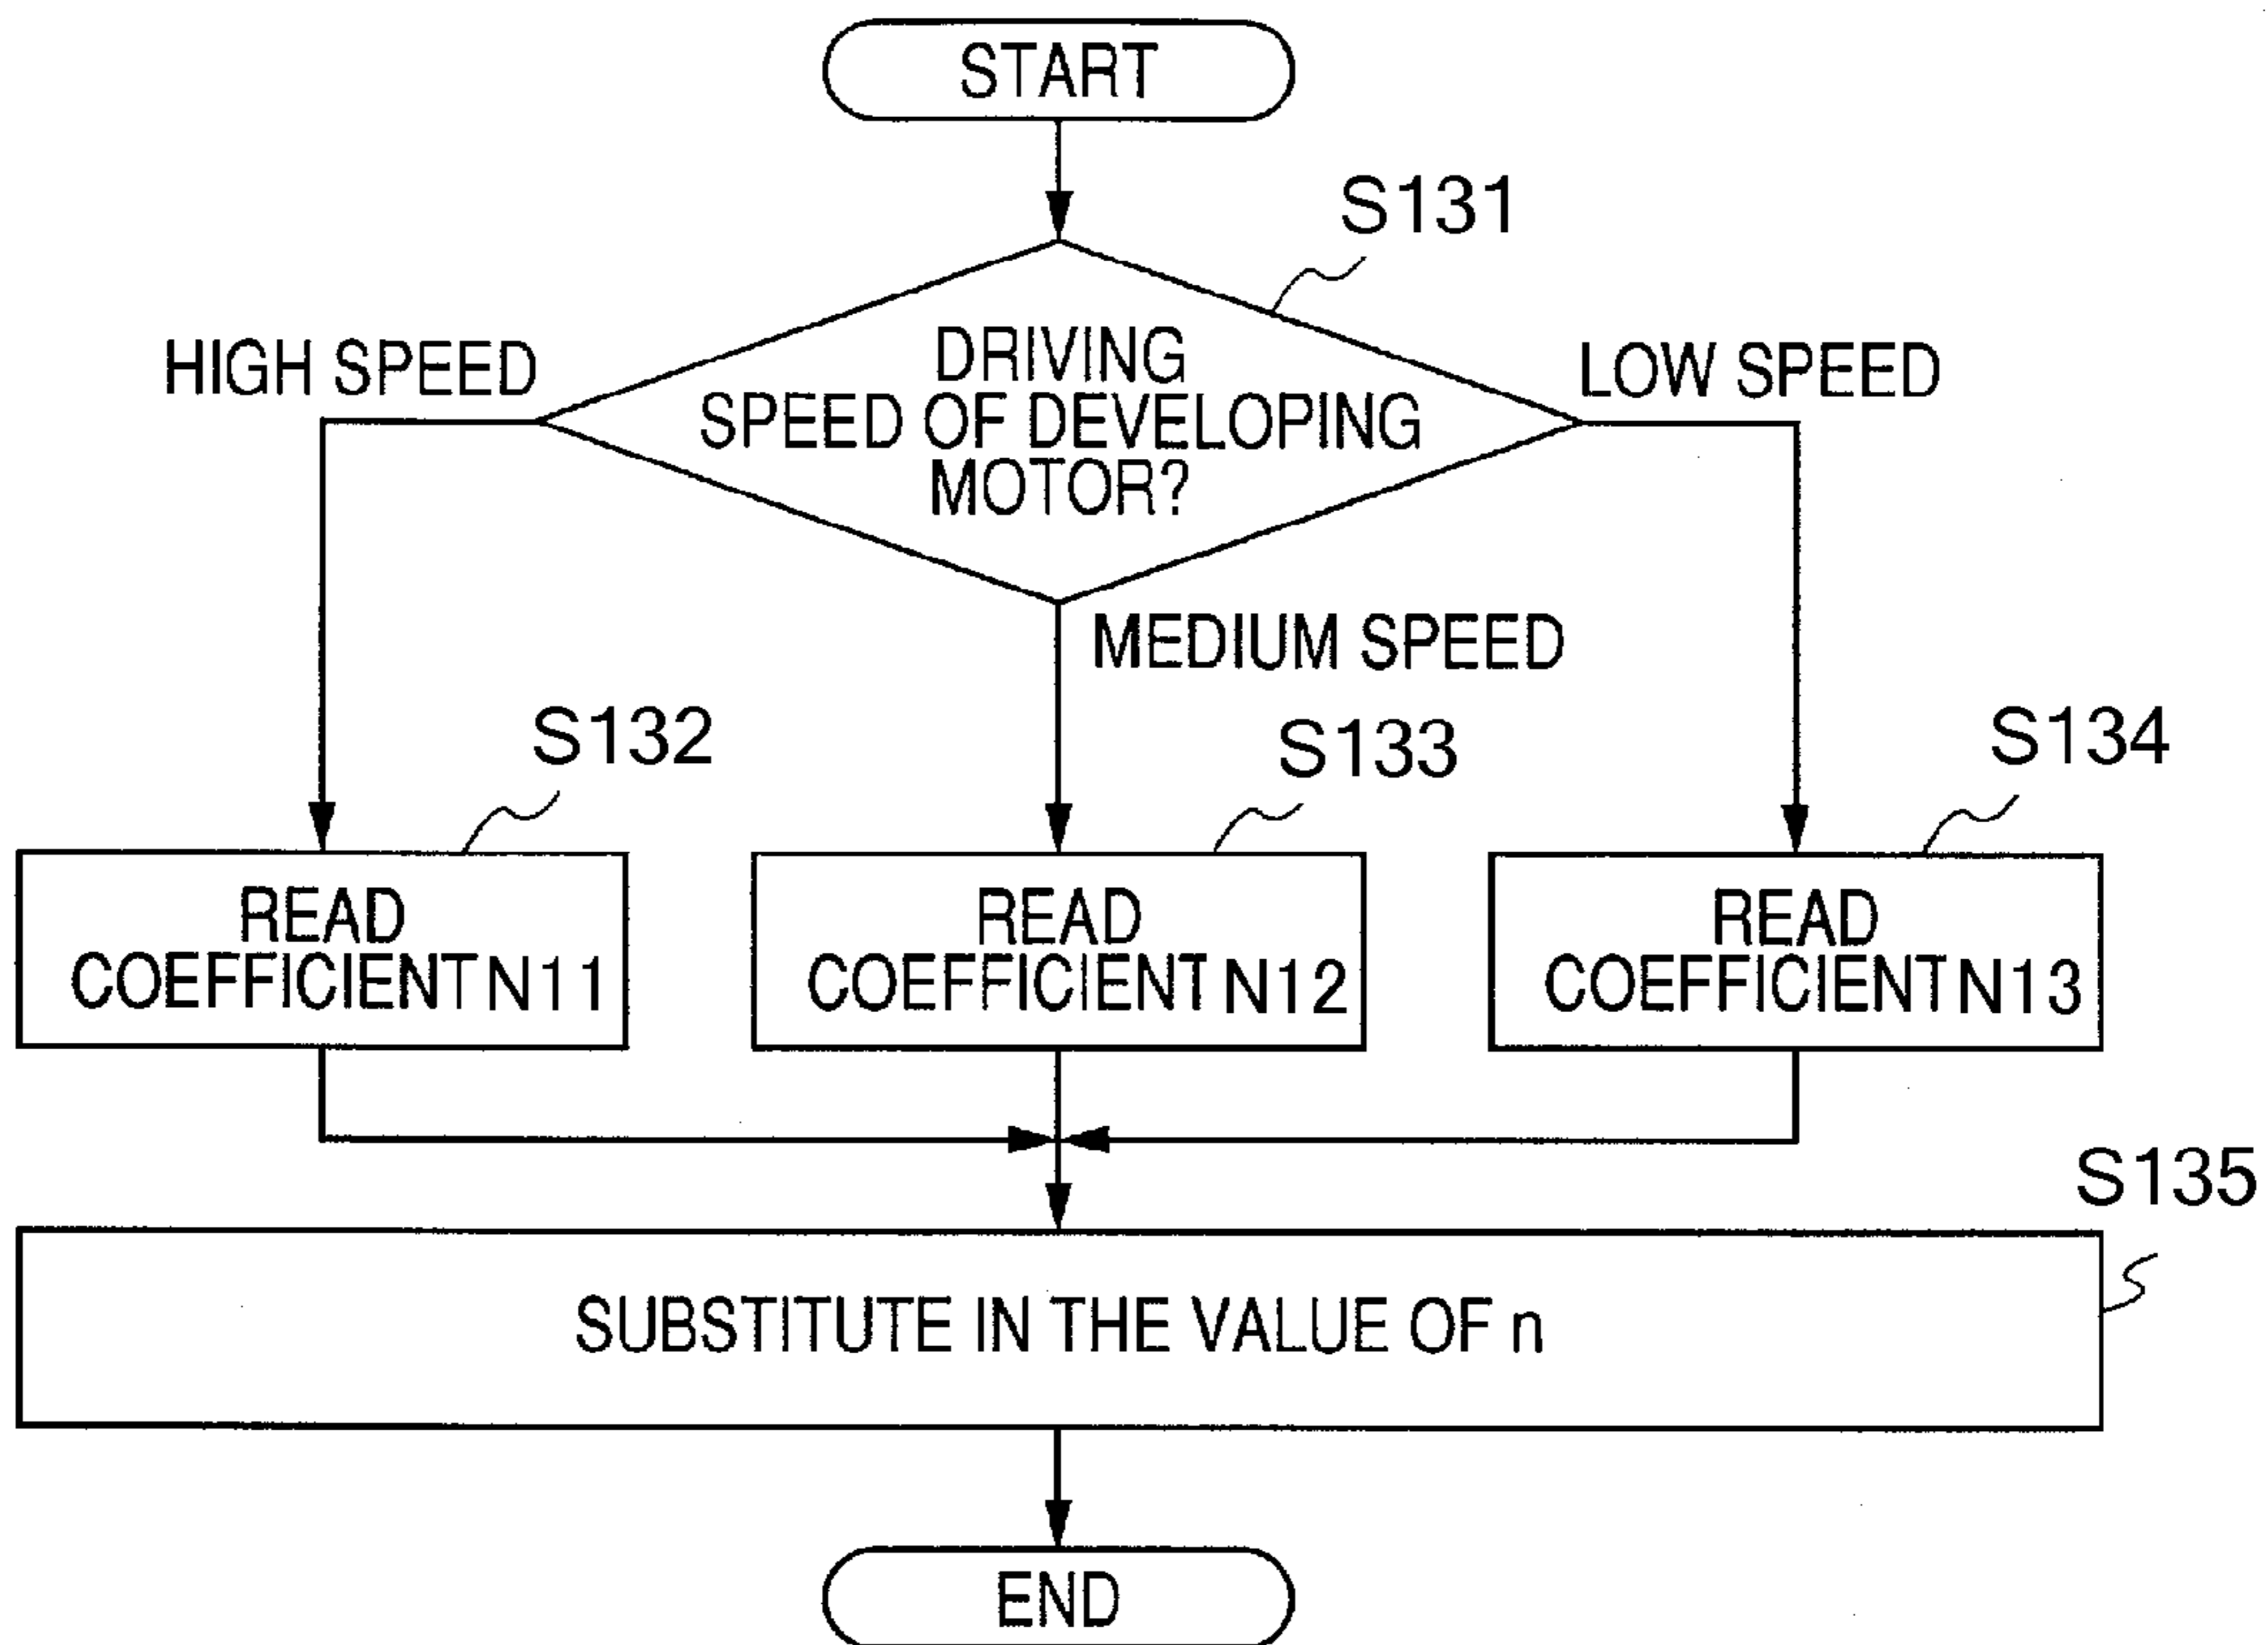 START
S131
DRIVING
SPEED OF DEVELOPING
MOTOR?
HIGH SPEED
LOW SPEED
MEDIUM SPEED
S132
S133
S134
READ
COEFFICIENT N11
READ
COEFFICIENT N12
READ
COEFFICIENT N13
S135
SUBSTITUTE IN THE VALUE OF n
END